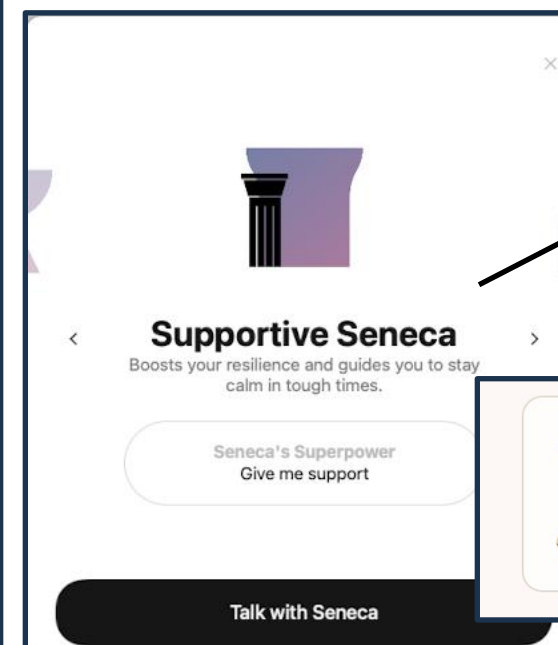 Supportive Seneca
Boosts your resilience and guides you to stay
calm in tough times.
Seneca's Superpower
Give me support
Talk with Seneca